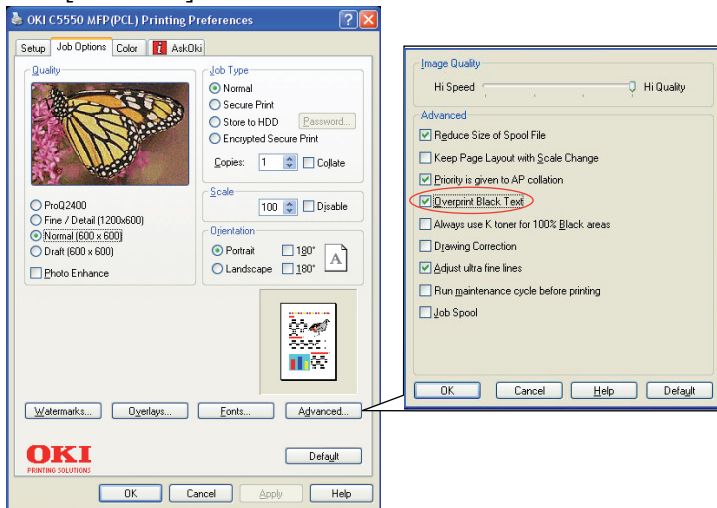 OKI C5550 MFP(PCL) Printing Preferences
Setup
Job Options
Color
AskOki
Quality
ProQ2400
Fine / Detail (1200x600)
Normal (600 x 600)
Draft (600 x 600)
Photo Enhance
Job Type
Normal
Secure Print
Store to HDD
Password...
Encrypted Secure Print
Copies: 1
Collate
Scale
100
Disable
Orientation
Portrait
180°
Landscape
180°
A
Watermarks...
Overlays...
Fonts...
Advanced...
OKI
PRINTING SOLUTIONS
Default
OK
Cancel
Apply
Help
Image Quality
Hi Speed
Hi Quality
Advanced
Reduce Size of Spool File
Keep Page Layout with Scale Change
Priority is given to AP collation
Overprint Black Text
Always use K toner for 100% Black areas
Drawing Correction
Adjust ultra fine lines
Run maintenance cycle before printing
Job Spool
OK
Cancel
Help
Default